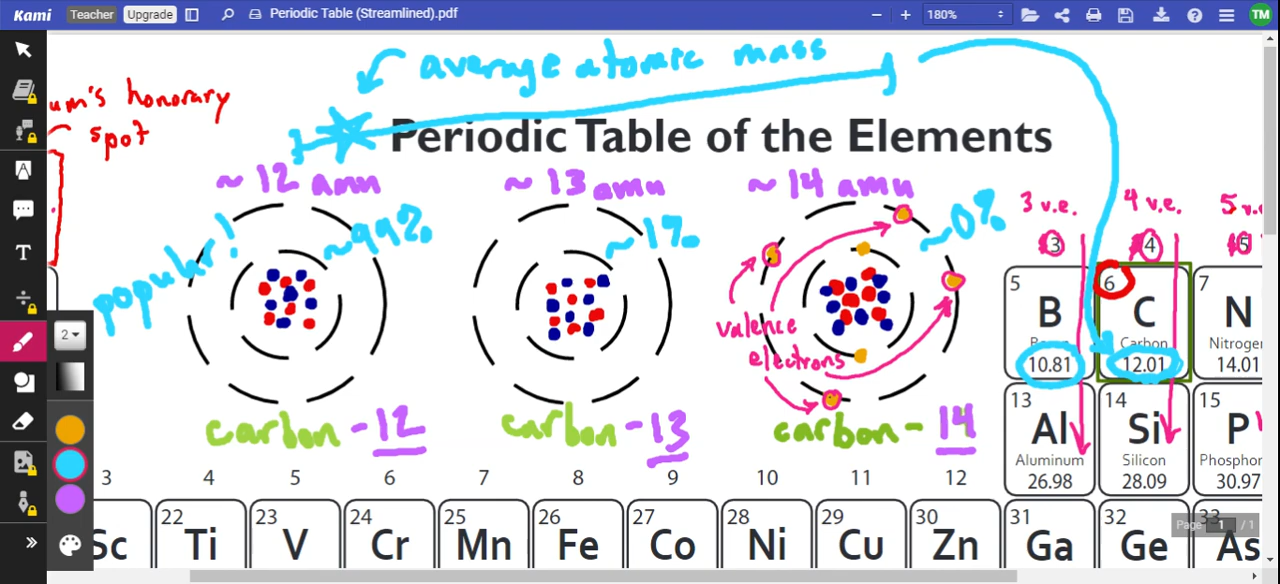 Kami Teacher Upgrade Periodic Table (Streamlined).pdf 180% TM
average atomic mass
um's honorary
spot
Periodic Table of the Elements
~12 amu ~13 amu ~14 amu
popular! ~99% ~1% ~0%
3 v.e. 4 v.e. 5 v.
valence
electrons
5 6 7
B C N
Carbon Nitroge
10.81 12.01 14.01
carbon-12 carbon-13 carbon-14
13 14 15
Al Si P
Aluminum Silicon Phosphor
26.98 28.09 30.97
3 4 5 6 7 8 9 10 11 12
22 23 24 25 26 27 28 29 30 31 32 33
Sc Ti V Cr Mn Fe Co Ni Cu Zn Ga Ge As
Page 1 / 1
2
T